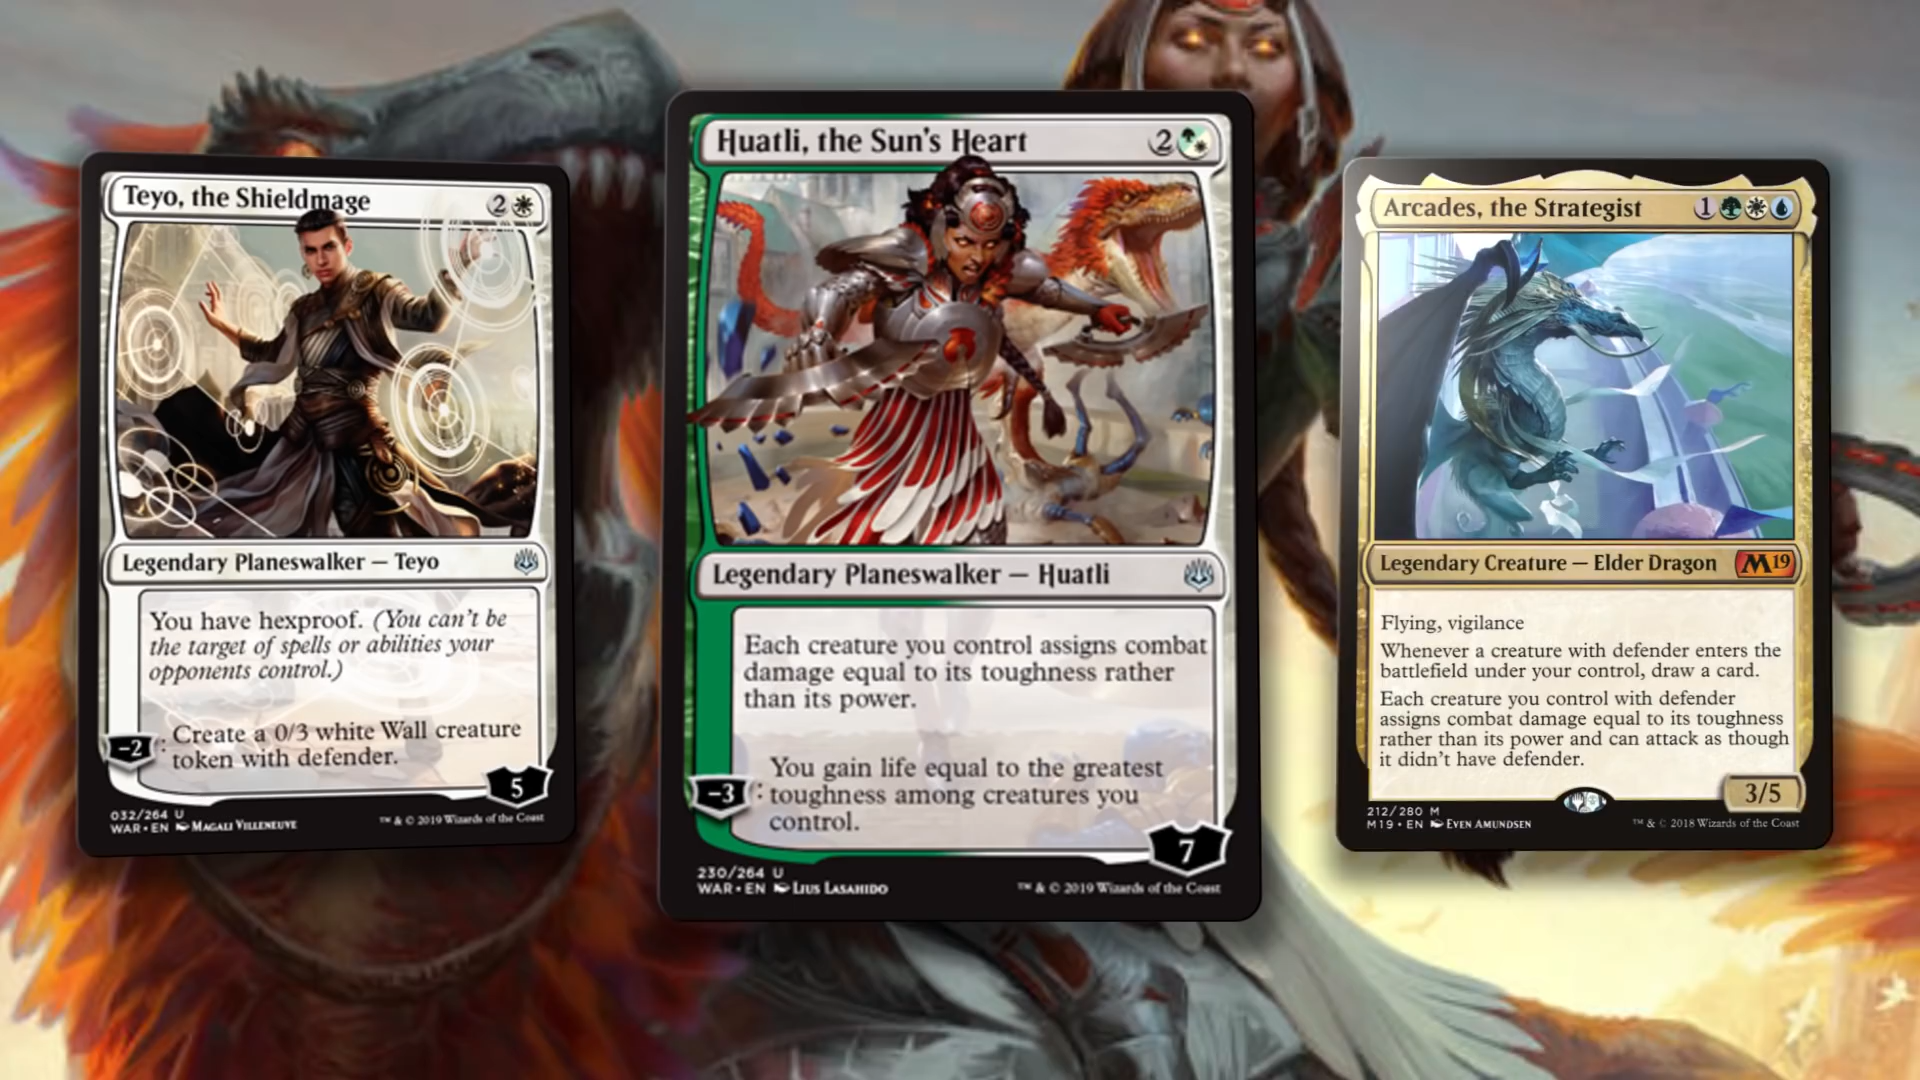 Teyo, the Shieldmage
2
Legendary Planeswalker — Teyo
You have hexproof. (You can't be
the target of spells or abilities your
opponents control.)
−2: Create a 0/3 white Wall creature
token with defender.
5
032/264 U
WAR • EN Magali Villeneuve
™ & © 2019 Wizards of the Coast
Huatli, the Sun's Heart
2
Legendary Planeswalker — Huatli
Each creature you control assigns combat
damage equal to its toughness rather
than its power.
−3: You gain life equal to the greatest
toughness among creatures you
control.
7
230/264 U
WAR • EN Lius Lasahido
™ & © 2019 Wizards of the Coast
Arcades, the Strategist
1
Legendary Creature — Elder Dragon
M19
Flying, vigilance
Whenever a creature with defender enters the
battlefield under your control, draw a card.
Each creature you control with defender
assigns combat damage equal to its toughness
rather than its power and can attack as though
it didn't have defender.
3/5
212/280 M
M19 • EN Even Amundsen
™ & © 2018 Wizards of the Coast